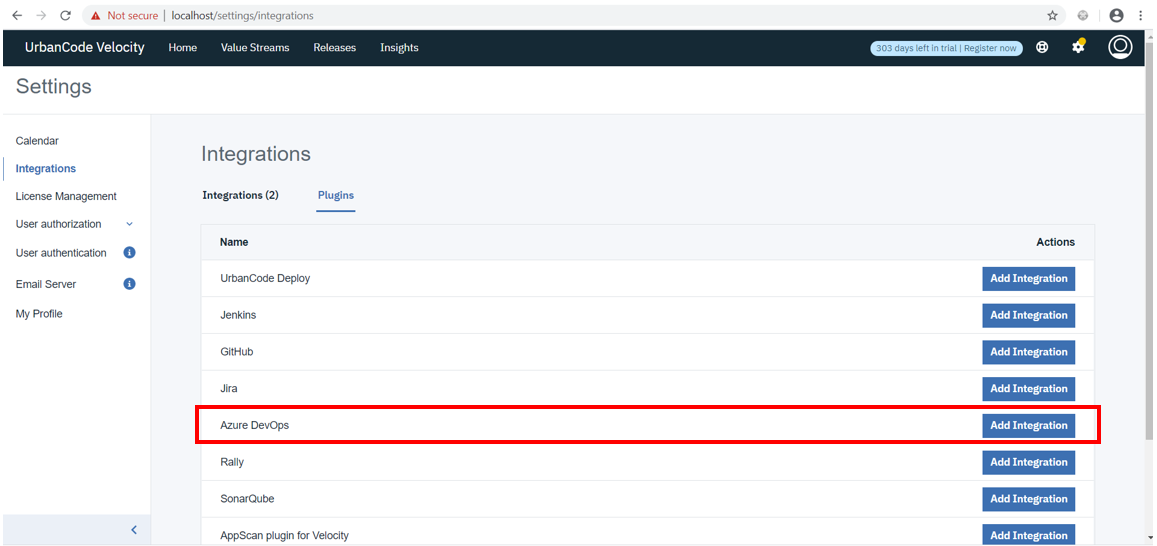 Not secure | localhost/settings/integrations
UrbanCode Velocity Home Value Streams Releases Insights 303 days left in trial | Register now
Settings
Calendar
Integrations
License Management
User authorization
User authentication
Email Server
My Profile
Integrations
Integrations (2) Plugins
Name Actions
UrbanCode Deploy Add Integration
Jenkins Add Integration
GitHub Add Integration
Jira Add Integration
Azure DevOps Add Integration
Rally Add Integration
SonarQube Add Integration
AppScan plugin for Velocity Add Integration